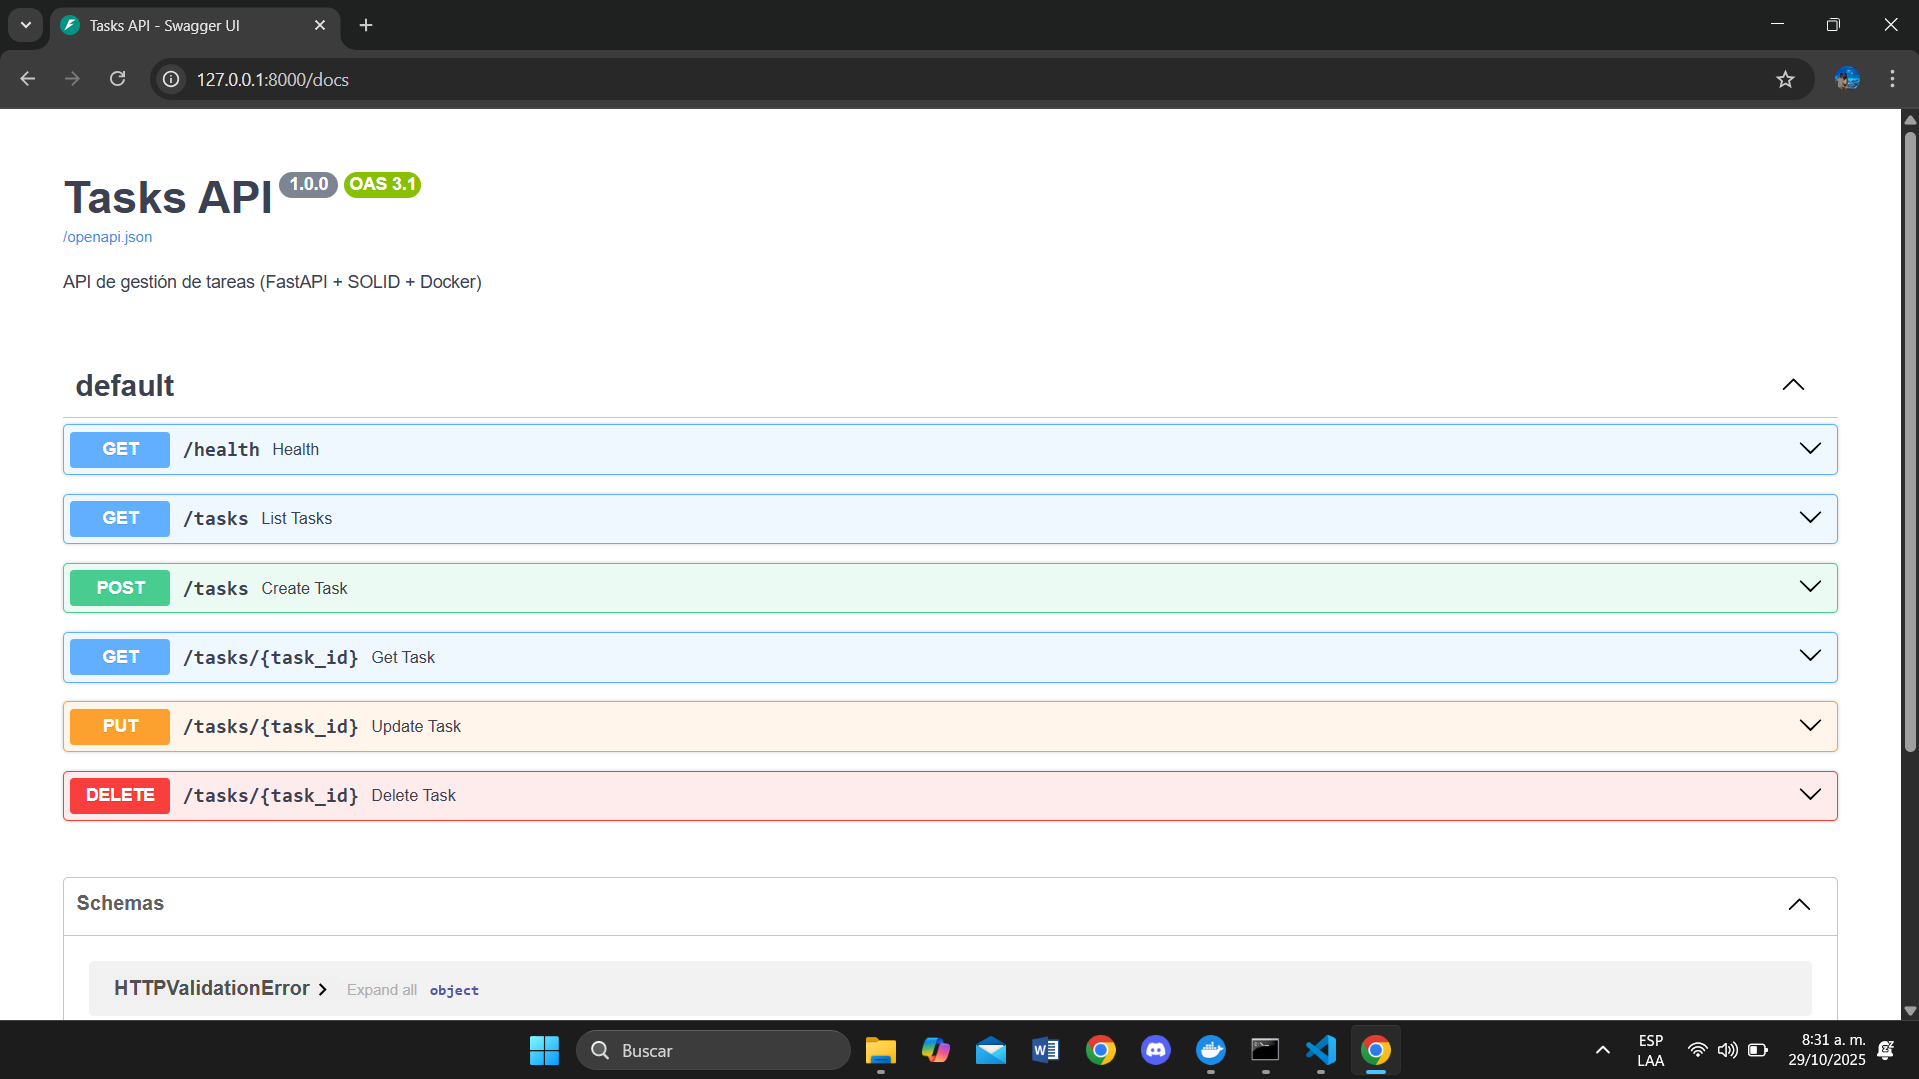 Tasks API - Swagger UI
127.0.0.1:8000/docs
Tasks API 1.0.0 OAS 3.1
/openapi.json
API de gestión de tareas (FastAPI + SOLID + Docker)
default
GET /health Health
GET /tasks List Tasks
POST /tasks Create Task
GET /tasks/{task_id} Get Task
PUT /tasks/{task_id} Update Task
DELETE /tasks/{task_id} Delete Task
Schemas
HTTPValidationError Expand all object
Buscar
ESP
LAA
8:31 a. m.
29/10/2025